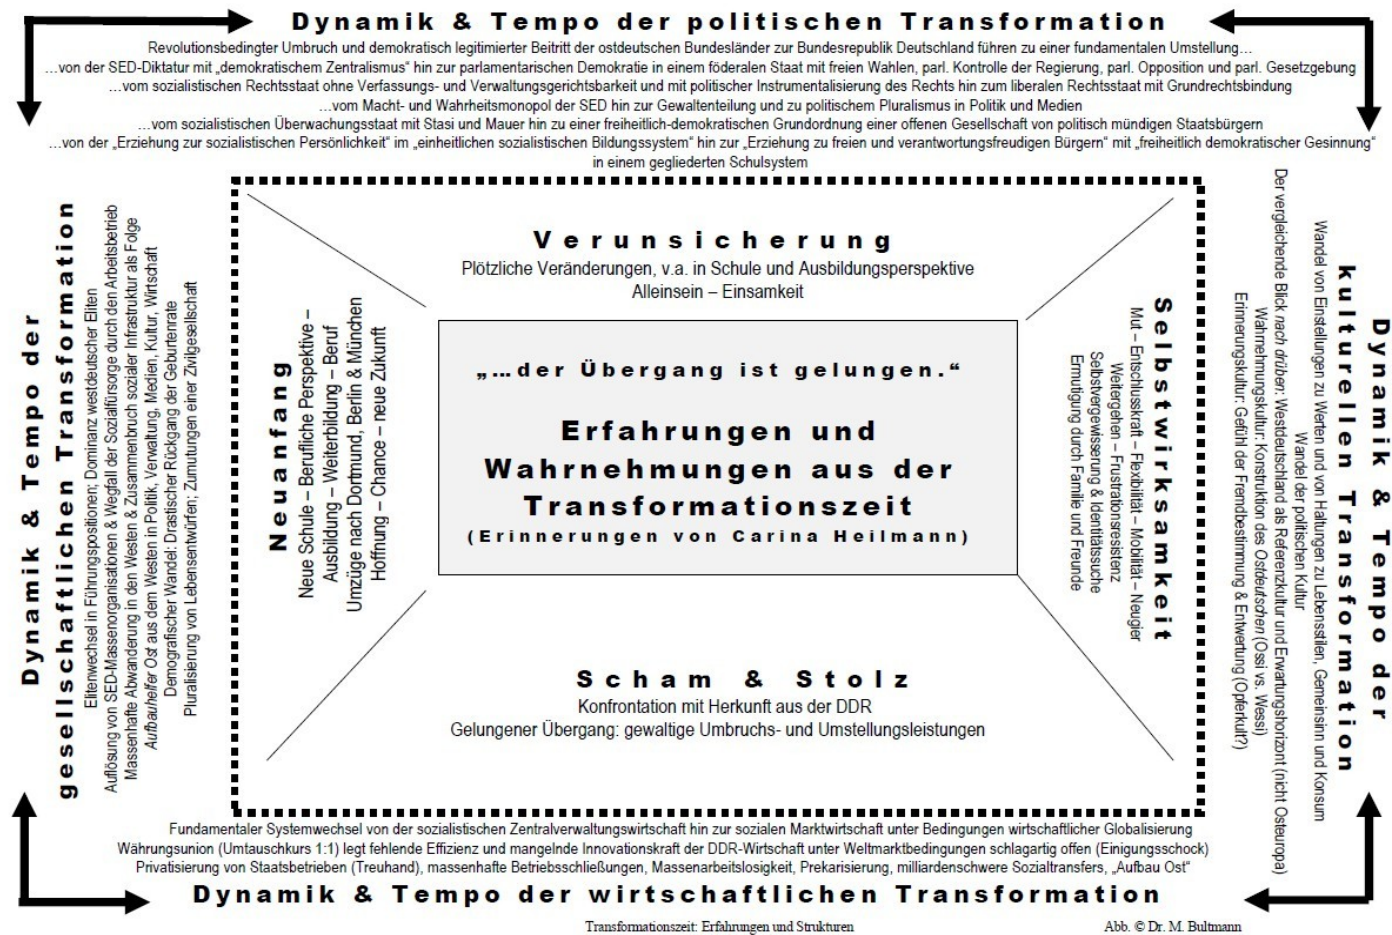 Dynamik & Tempo der politischen Transformation
Revolutionsbedingter Umbruch und demokratisch legitimierter Beitritt der ostdeutschen Bundesländer zur Bundesrepublik Deutschland führen zu einer fundamentalen Umstellung…
…von der SED-Diktatur mit „demokratischem Zentralismus“ hin zur parlamentarischen Demokratie in einem föderalen Staat mit freien Wahlen, parl. Kontrolle der Regierung, parl. Opposition und parl. Gesetzgebung
…vom sozialistischen Rechtsstaat ohne Verfassungs- und Verwaltungsgerichtsbarkeit und mit politischer Instrumentalisierung des Rechts hin zum liberalen Rechtsstaat mit Grundrechtsbindung
…vom Macht- und Wahrheitsmonopol der SED hin zur Gewaltenteilung und zu politischem Pluralismus in Politik und Medien
…vom sozialistischen Überwachungsstaat mit Stasi und Mauer hin zu einer freiheitlich-demokratischen Grundordnung einer offenen Gesellschaft von politisch mündigen Staatsbürgern
…von der „Erziehung zur sozialistischen Persönlichkeit“ im „einheitlichen sozialistischen Bildungssystem“ hin zur „Erziehung zu freien und verantwortungsfreudigen Bürgern“ mit „freiheitlich demokratischer Gesinnung“
in einem gegliederten Schulsystem
Dynamik & Tempo der
gesellschaftlichen Transformation
Elitenwechsel in Führungspositionen; Dominanz westdeutscher Eliten
Auflösung von SED-Massenorganisationen & Wegfall der Sozialfürsorge durch den Arbeitsbetrieb
Massenhafte Abwanderung in den Westen & Zusammenbruch sozialer Infrastruktur als Folge
Aufbauhelfer Ost aus dem Westen in Politik, Verwaltung, Medien, Kultur, Wirtschaft
Demografischer Wandel: Drastischer Rückgang der Geburtenrate
Pluralisierung von Lebensentwürfen; Zumutungen einer Zivilgesellschaft
Verunsicherung
Plötzliche Veränderungen, v.a. in Schule und Ausbildungsperspektive
Alleinsein – Einsamkeit
Neuanfang
Neue Schule – Berufliche Perspektive –
Ausbildung – Weiterbildung – Beruf
Umzüge nach Dortmund, Berlin & München
Hoffnung – Chance – neue Zukunft
„…der Übergang ist gelungen.“
Erfahrungen und
Wahrnehmungen aus der
Transformationszeit
(Erinnerungen von Carina Heilmann)
Selbstwirksamkeit
Mut – Entschlusskraft – Flexibilität – Mobilität – Neugier
Weitergehen – Frustrationsresistenz
Selbstvergewisserung & Identitätssuche
Ermutigung durch Familie und Freunde
Scham & Stolz
Konfrontation mit Herkunft aus der DDR
Gelungener Übergang: gewaltige Umbruchs- und Umstellungsleistungen
Dynamik & Tempo der
kulturellen Transformation
Wandel von Einstellungen zu Werten und von Haltungen zu Lebensstilen, Gemeinsinn und Konsum
Wandel der politischen Kultur
Der vergleichende Blick nach drüben: Westdeutschland als Referenzkultur und Erwartungshorizont (nicht Osteuropa)
Wahrnehmungskultur: Konstruktion des Ostdeutschen (Ossi vs. Wessi)
Erinnerungskultur: Gefühl der Fremdbestimmung & Entwertung (Opferkult?)
Fundamentaler Systemwechsel von der sozialistischen Zentralverwaltungswirtschaft hin zur sozialen Marktwirtschaft unter Bedingungen wirtschaftlicher Globalisierung
Währungsunion (Umtauschkurs 1:1) legt fehlende Effizienz und mangelnde Innovationskraft der DDR-Wirtschaft unter Weltmarktbedingungen schlagartig offen (Einigungsschock)
Privatisierung von Staatsbetrieben (Treuhand), massenhafte Betriebsschließungen, Massenarbeitslosigkeit, Prekarisierung, milliardenschwere Sozialtransfers, „Aufbau Ost“
Dynamik & Tempo der wirtschaftlichen Transformation
Transformationszeit: Erfahrungen und Strukturen
Abb. © Dr. M. Bultmann